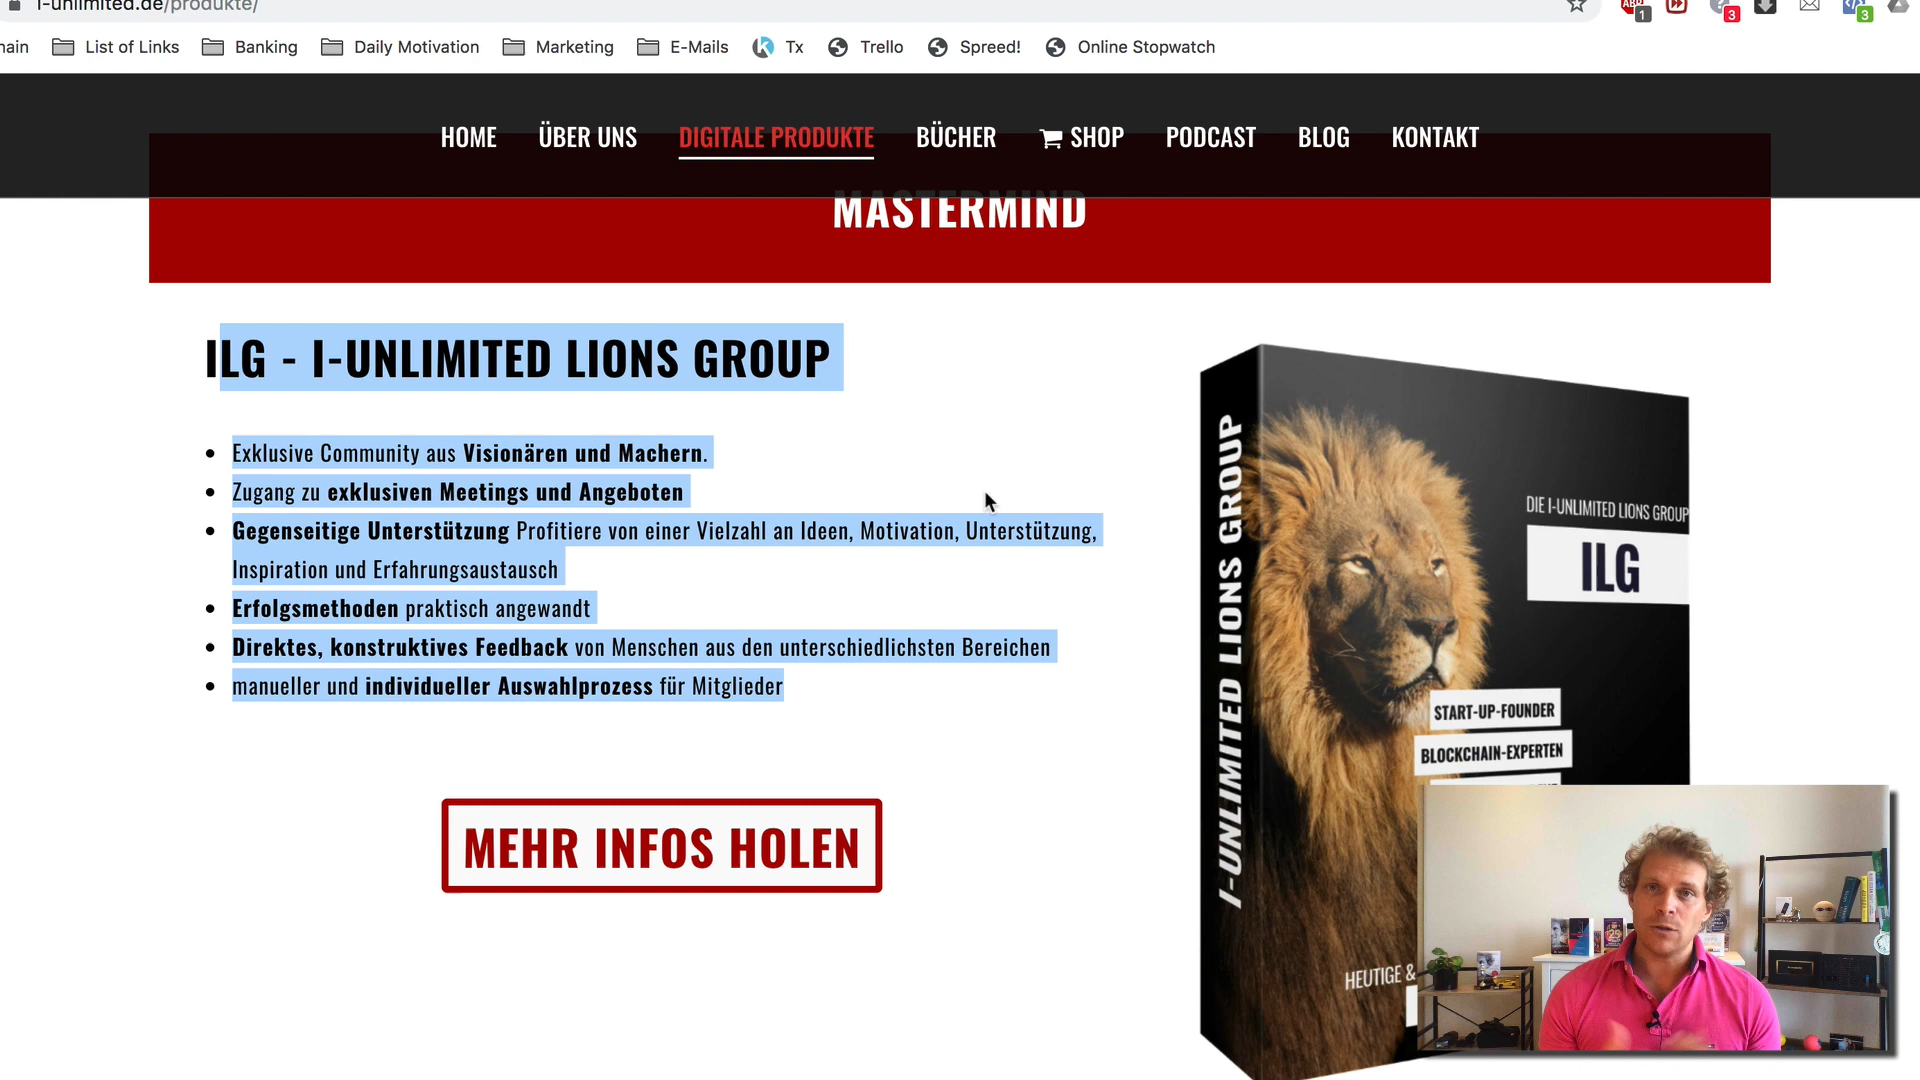 i-unlimited.de/produkte/
1
3
3
List of Links
Banking
Daily Motivation
Marketing
E-Mails
Tx
Trello
Spreed!
Online Stopwatch
HOME
ÜBER UNS
DIGITALE PRODUKTE
BÜCHER
SHOP
PODCAST
BLOG
KONTAKT
MASTERMIND
ILG - I-UNLIMITED LIONS GROUP
Exklusive Community aus Visionären und Machern.
Zugang zu exklusiven Meetings und Angeboten
Gegenseitige Unterstützung Profitiere von einer Vielzahl an Ideen, Motivation, Unterstützung,
Inspiration und Erfahrungsaustausch
Erfolgsmethoden praktisch angewandt
Direktes, konstruktives Feedback von Menschen aus den unterschiedlichsten Bereichen
manueller und individueller Auswahlprozess für Mitglieder
MEHR INFOS HOLEN
I-UNLIMITED LIONS GROUP
DIE I-UNLIMITED LIONS GROUP
ILG
START-UP-FOUNDER
BLOCKCHAIN-EXPERTEN
HEUTIGE &